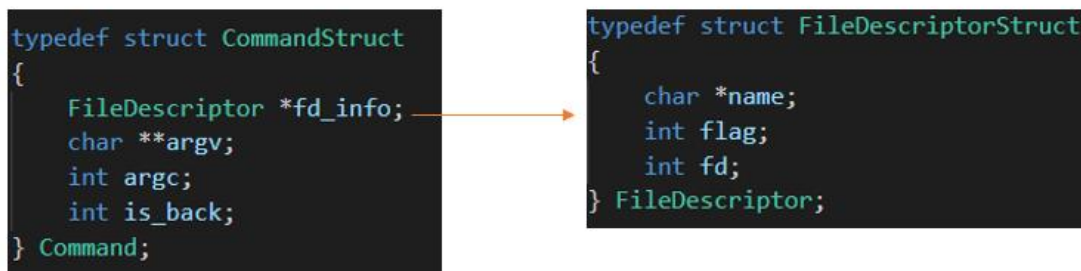 typedef struct CommandStruct
{
    FileDescriptor *fd_info;
    char **argv;
    int argc;
    int is_back;
} Command;
typedef struct FileDescriptorStruct
{
    char *name;
    int flag;
    int fd;
} FileDescriptor;